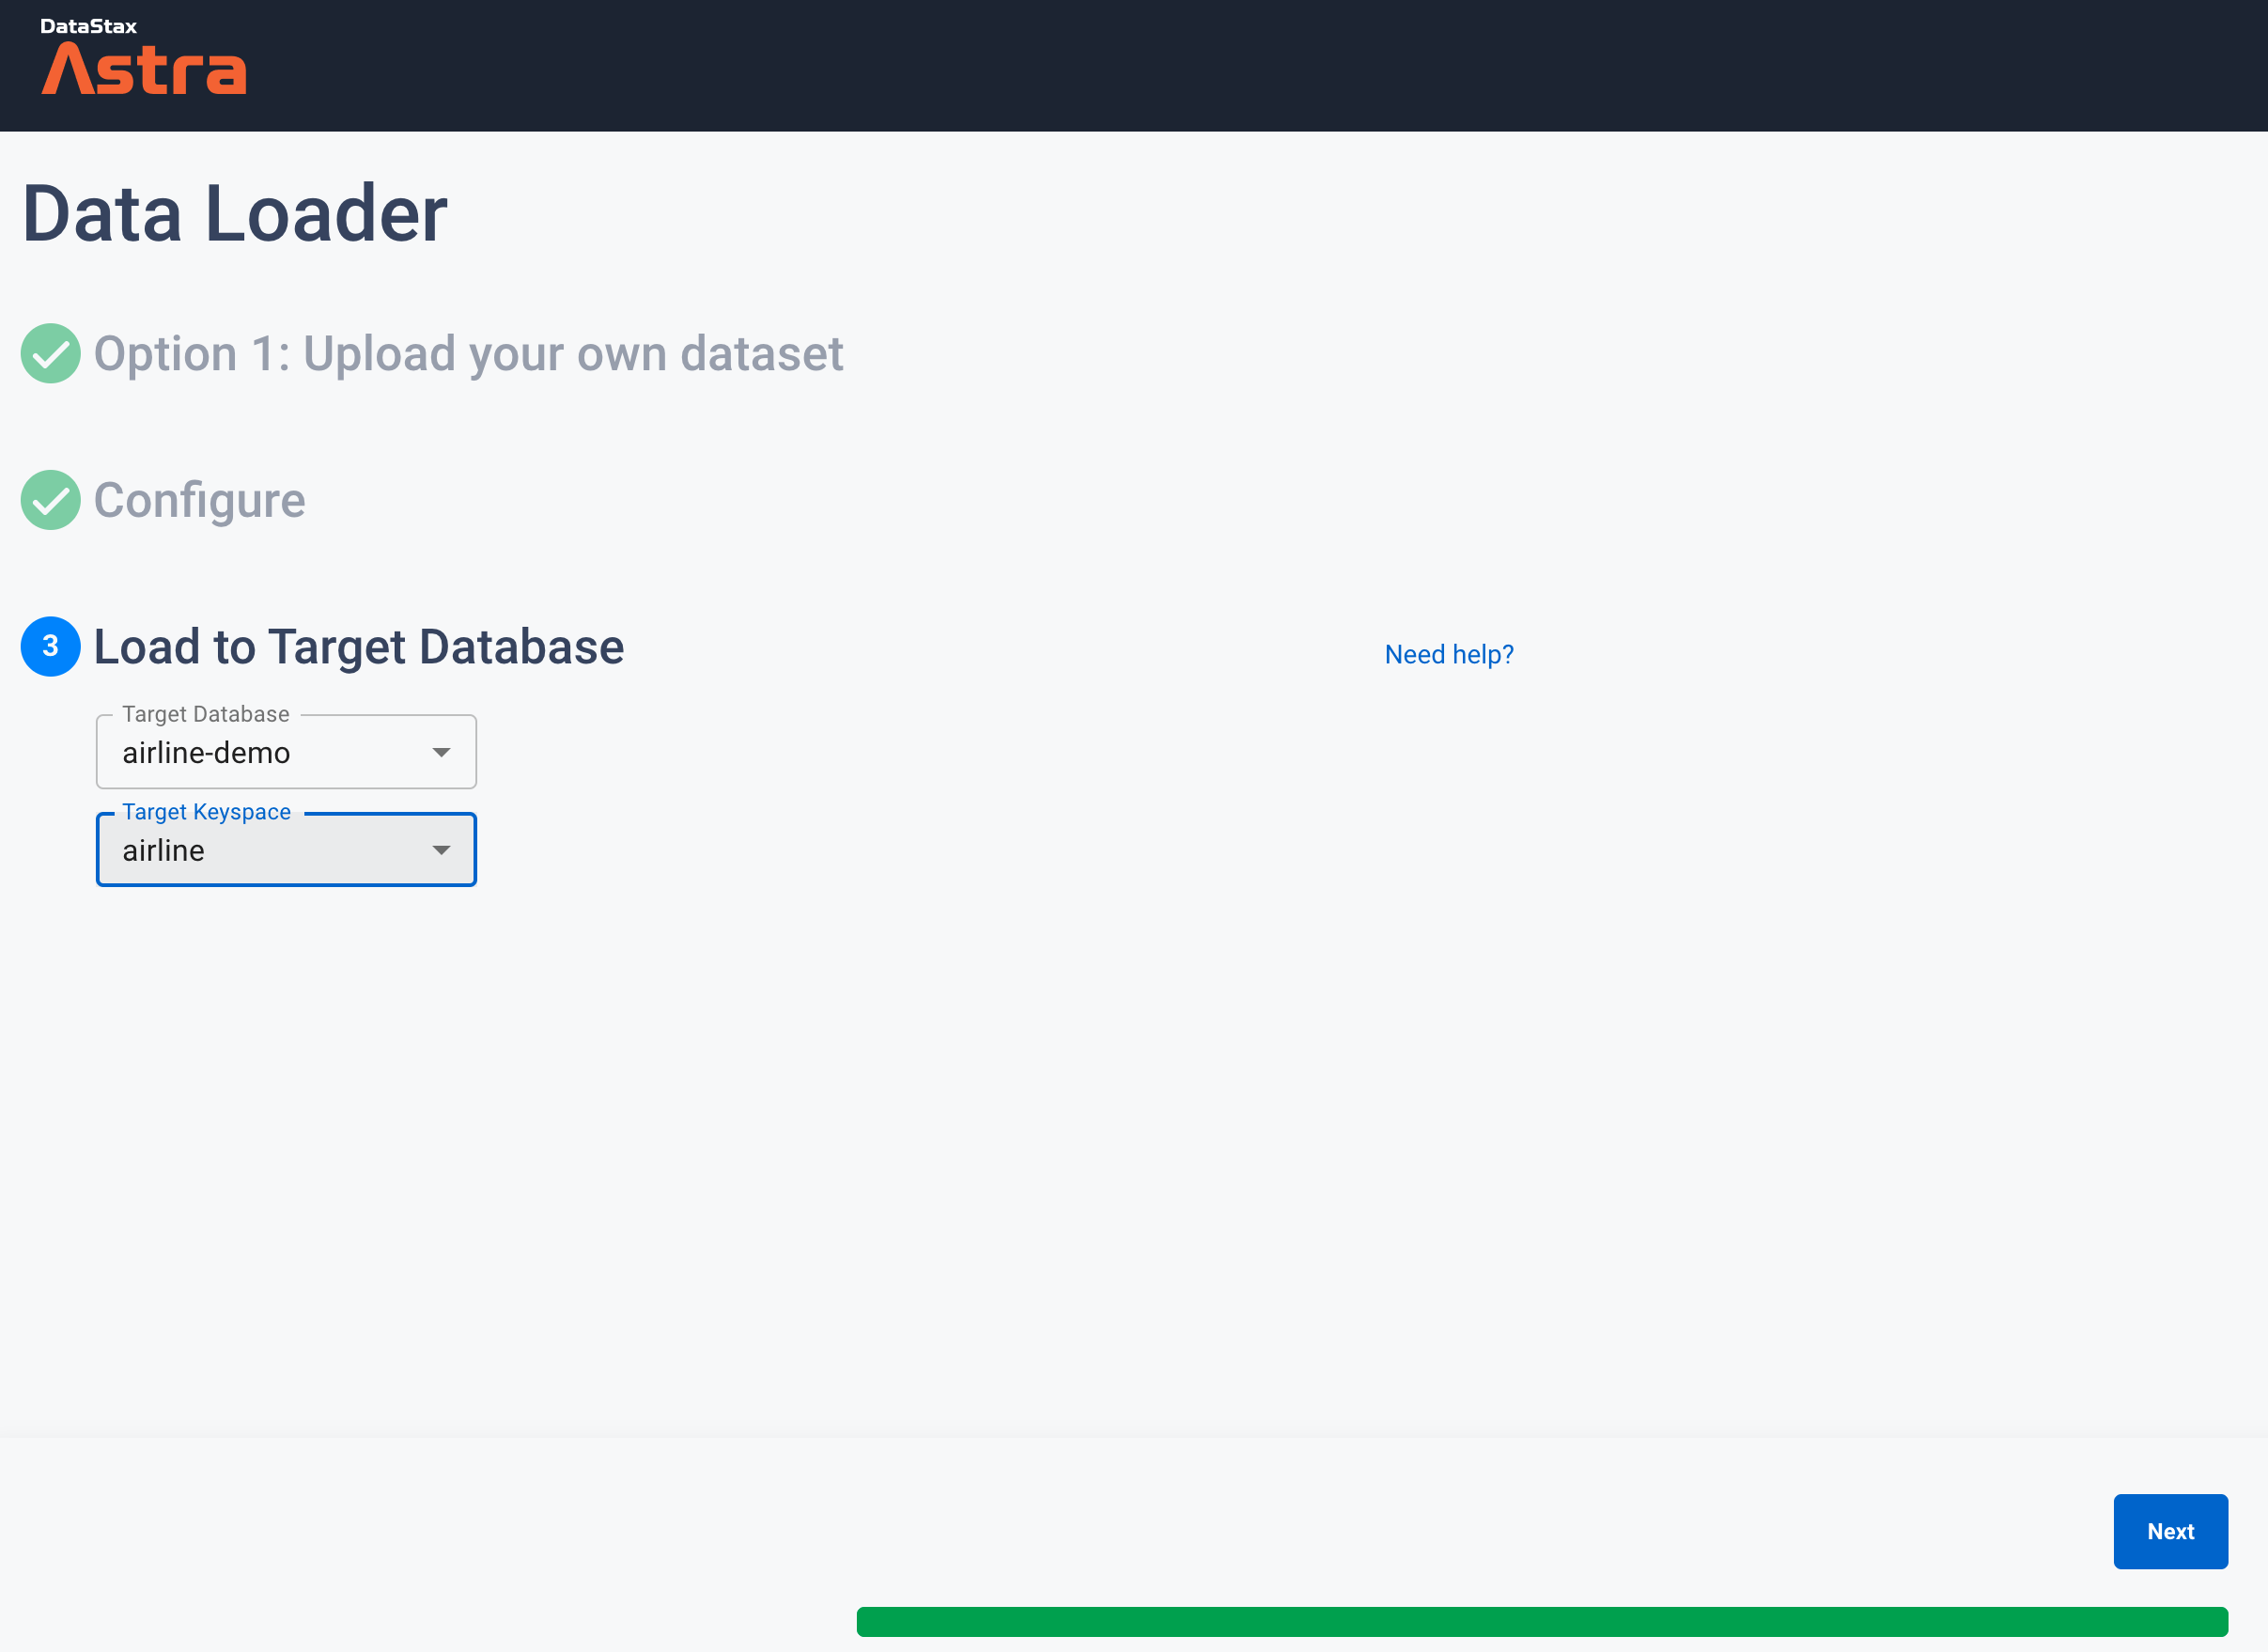 DataStax
Astra
Data Loader
Option 1: Upload your own dataset
Configure
3 Load to Target Database
Need help?
Target Database
airline-demo
Target Keyspace
airline
Next